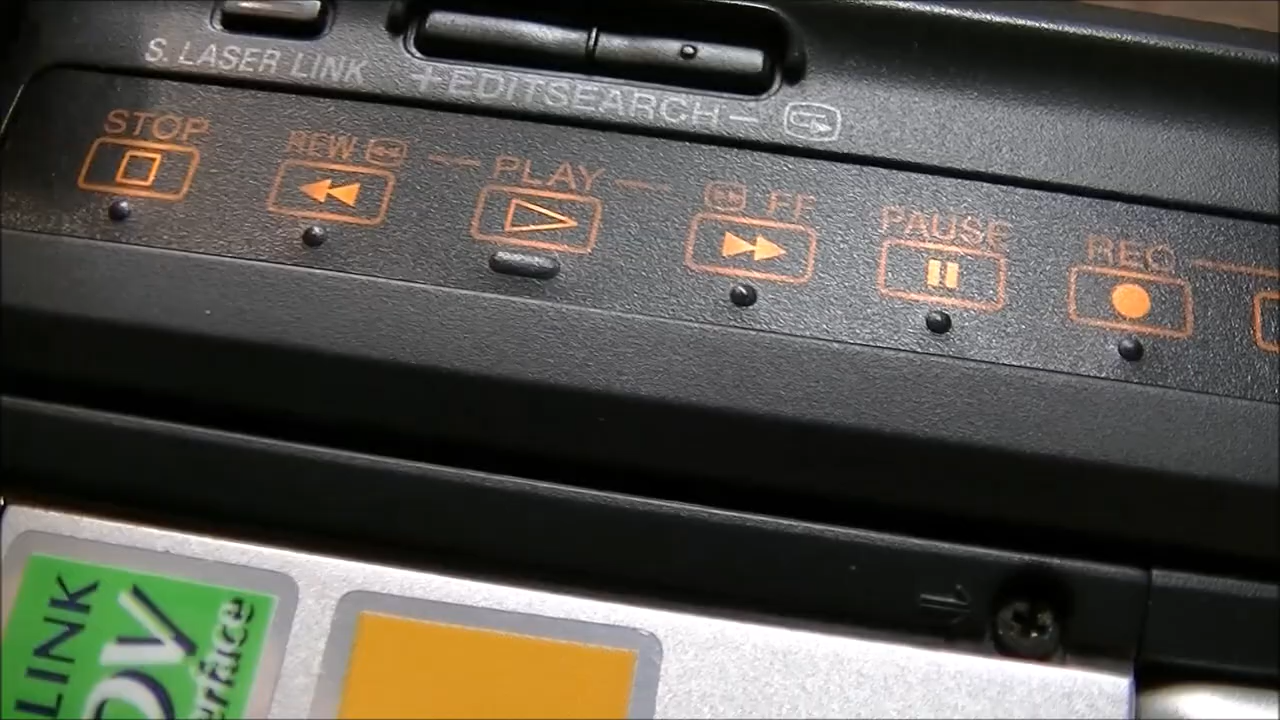 S. LASER LINK
+EDITSEARCH−
STOP
REW
PLAY
FF
PAUSE
REC
LINK
DV